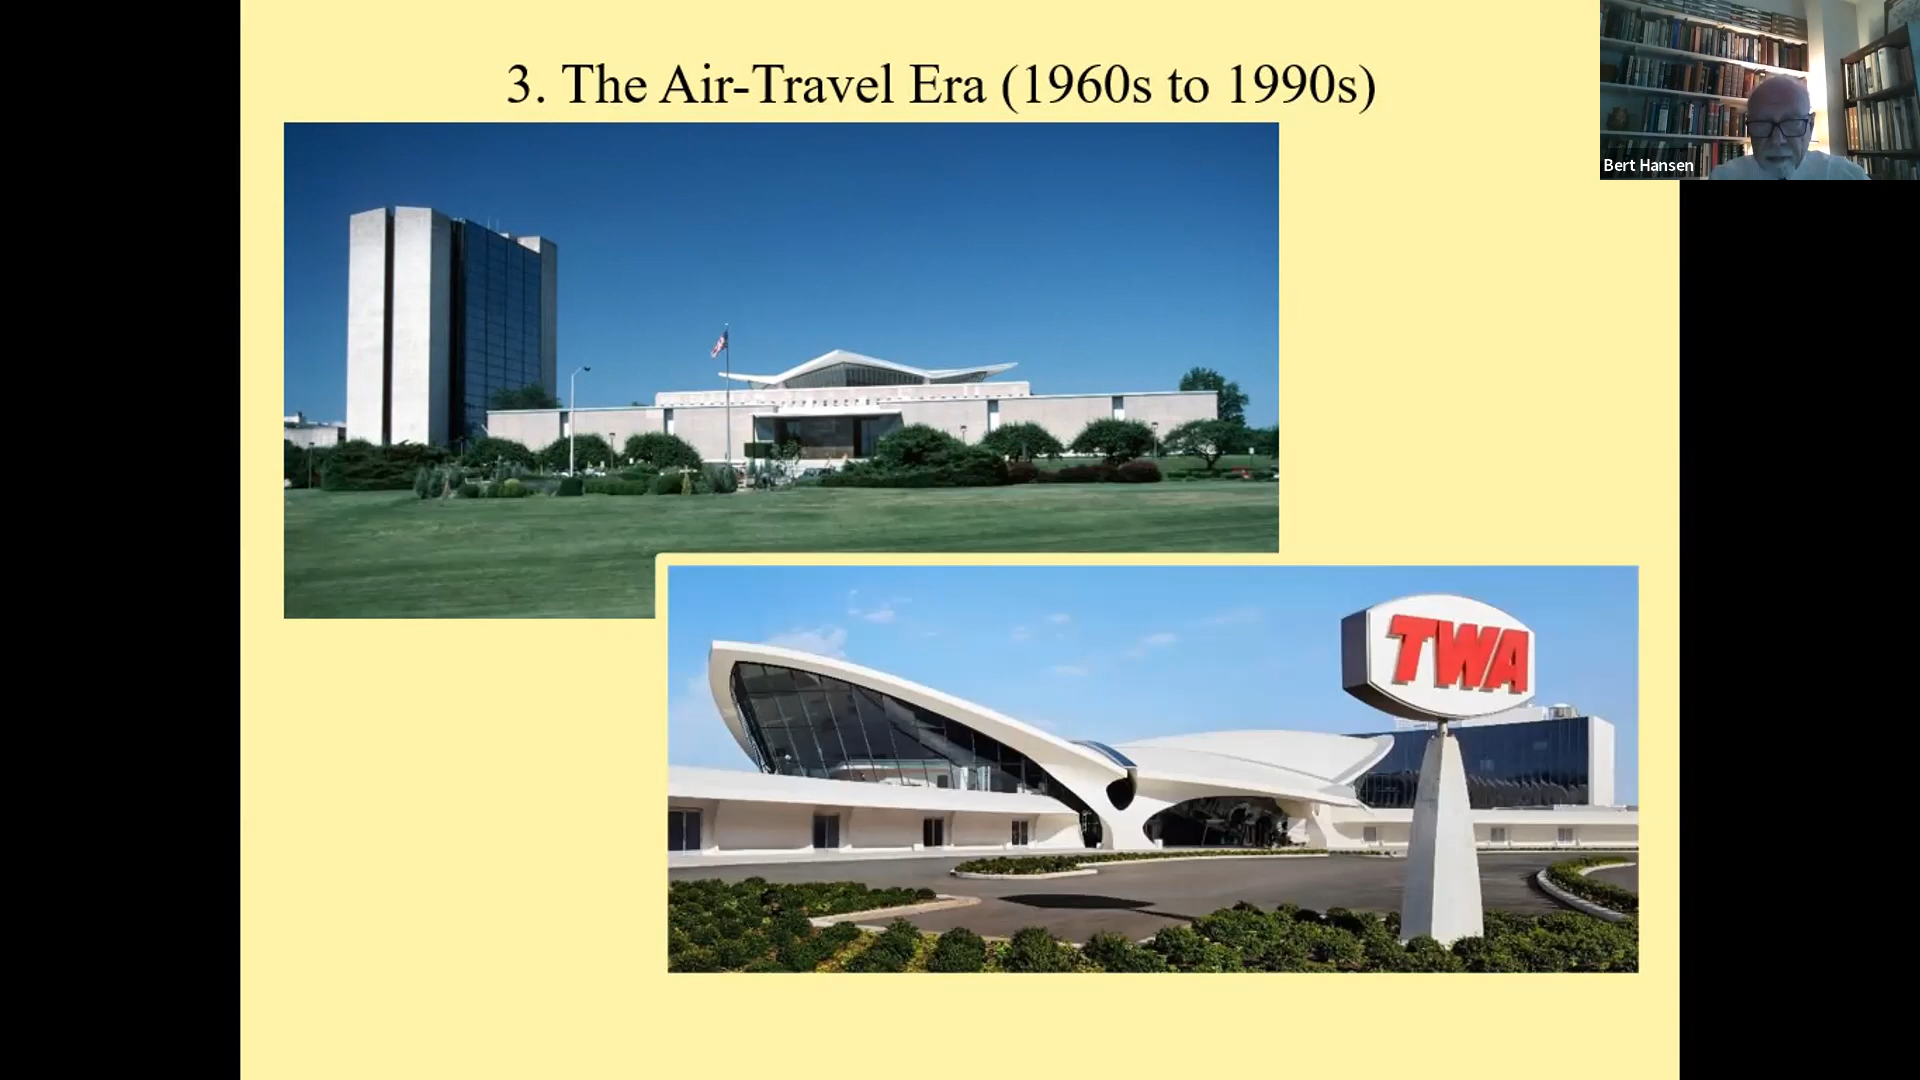 3. The Air-Travel Era (1960s to 1990s)
Bert Hansen
TWA